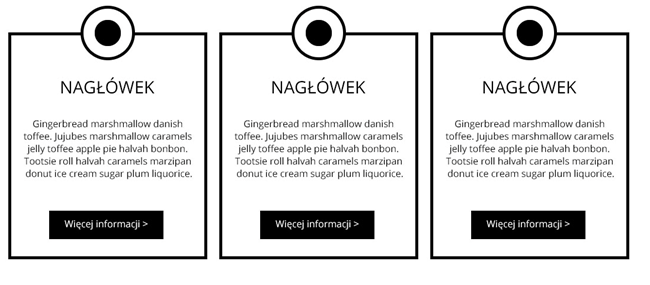 NAGŁÓWEK
Gingerbread marshmallow danish
toffee. Jujubes marshmallow caramels
jelly toffee apple pie halvah bonbon.
Tootsie roll halvah caramels marzipan
donut ice cream sugar plum liquorice.
Więcej informacji >
NAGŁÓWEK
Gingerbread marshmallow danish
toffee. Jujubes marshmallow caramels
jelly toffee apple pie halvah bonbon.
Tootsie roll halvah caramels marzipan
donut ice cream sugar plum liquorice.
Więcej informacji >
NAGŁÓWEK
Gingerbread marshmallow danish
toffee. Jujubes marshmallow caramels
jelly toffee apple pie halvah bonbon.
Tootsie roll halvah caramels marzipan
donut ice cream sugar plum liquorice.
Więcej informacji >